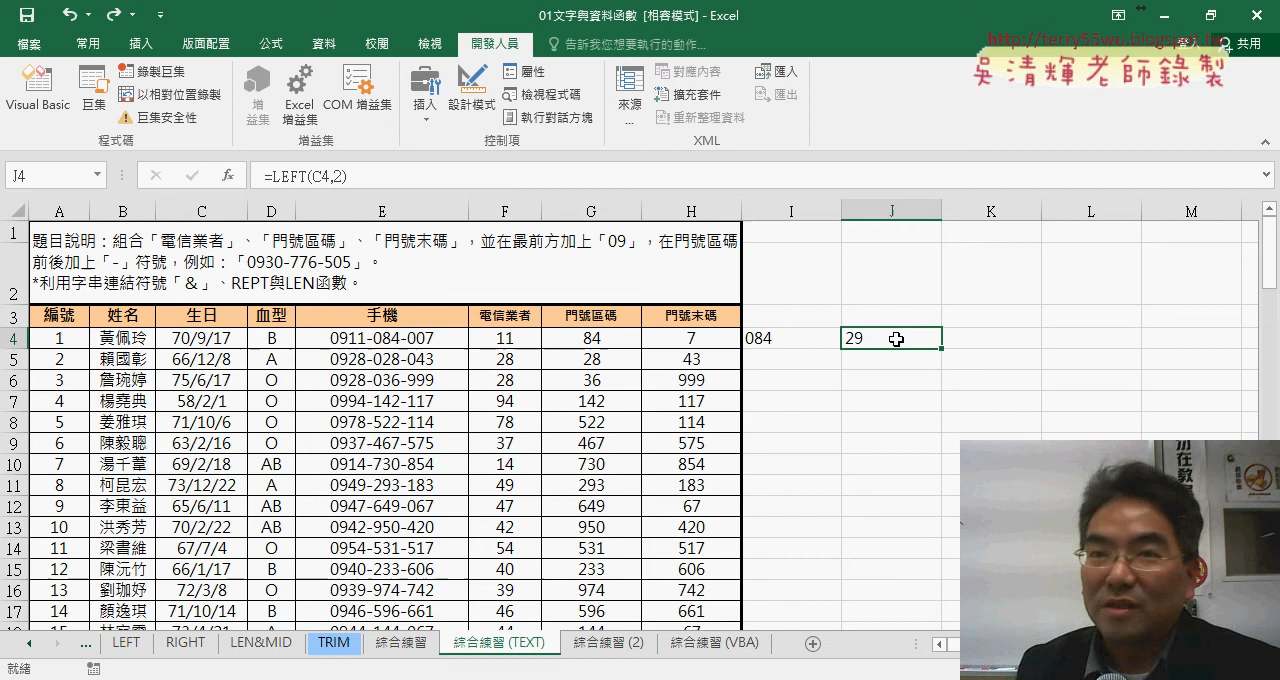 01文字與資料函數 [相容模式] - Excel
檔案 常用 插入 版面配置 公式 資料 校閱 檢視 開發人員 告訴我您想要執行的動作... 登入 共用
http://terry55wu.blogspot.tw
吳清輝老師錄製
Visual Basic 巨集 錄製巨集 以相對位置錄製 巨集安全性 程式碼
增益集 Excel 增益集 COM 增益集 增益集
插入 設計模式 屬性 檢視程式碼 執行對話方塊 控制項
來源... 對應內容 擴充套件 重新整理資料 匯入 匯出 XML
J4 fx =LEFT(C4,2)
A B C D E F G H I J K L M
1 題目說明：組合「電信業者」、「門號區碼」、「門號末碼」，並在最前方加上「09」，在門號區碼
前後加上「-」符號，例如：「0930-776-505」。
2 *利用字串連結符號「&」、REPT與LEN函數。
3 編號 姓名 生日 血型 手機 電信業者 門號區碼 門號末碼
4 1 黃佩玲 70/9/17 B 0911-084-007 11 84 7 084 29
5 2 賴國彰 66/12/8 A 0928-028-043 28 28 43
6 3 詹琬婷 75/6/17 O 0928-036-999 28 36 999
7 4 楊堯典 58/2/1 O 0994-142-117 94 142 117
8 5 姜雅琪 71/10/6 O 0978-522-114 78 522 114
9 6 陳毅聰 63/2/16 O 0937-467-575 37 467 575
10 7 湯千葦 69/2/18 AB 0914-730-854 14 730 854
11 8 柯昆宏 73/12/22 A 0949-293-183 49 293 183
12 9 李東益 65/6/11 AB 0947-649-067 47 649 67
13 10 洪秀芳 70/2/22 AB 0942-950-420 42 950 420
14 11 梁書維 67/7/4 O 0954-531-517 54 531 517
15 12 陳沅竹 66/1/17 B 0940-233-606 40 233 606
16 13 劉珈妤 72/3/8 O 0939-974-742 39 974 742
17 14 顏逸琪 71/10/14 B 0946-596-661 46 596 661
... LEFT RIGHT LEN&MID TRIM 綜合練習 綜合練習 (TEXT) 綜合練習 (2) 綜合練習 (VBA)
就緒